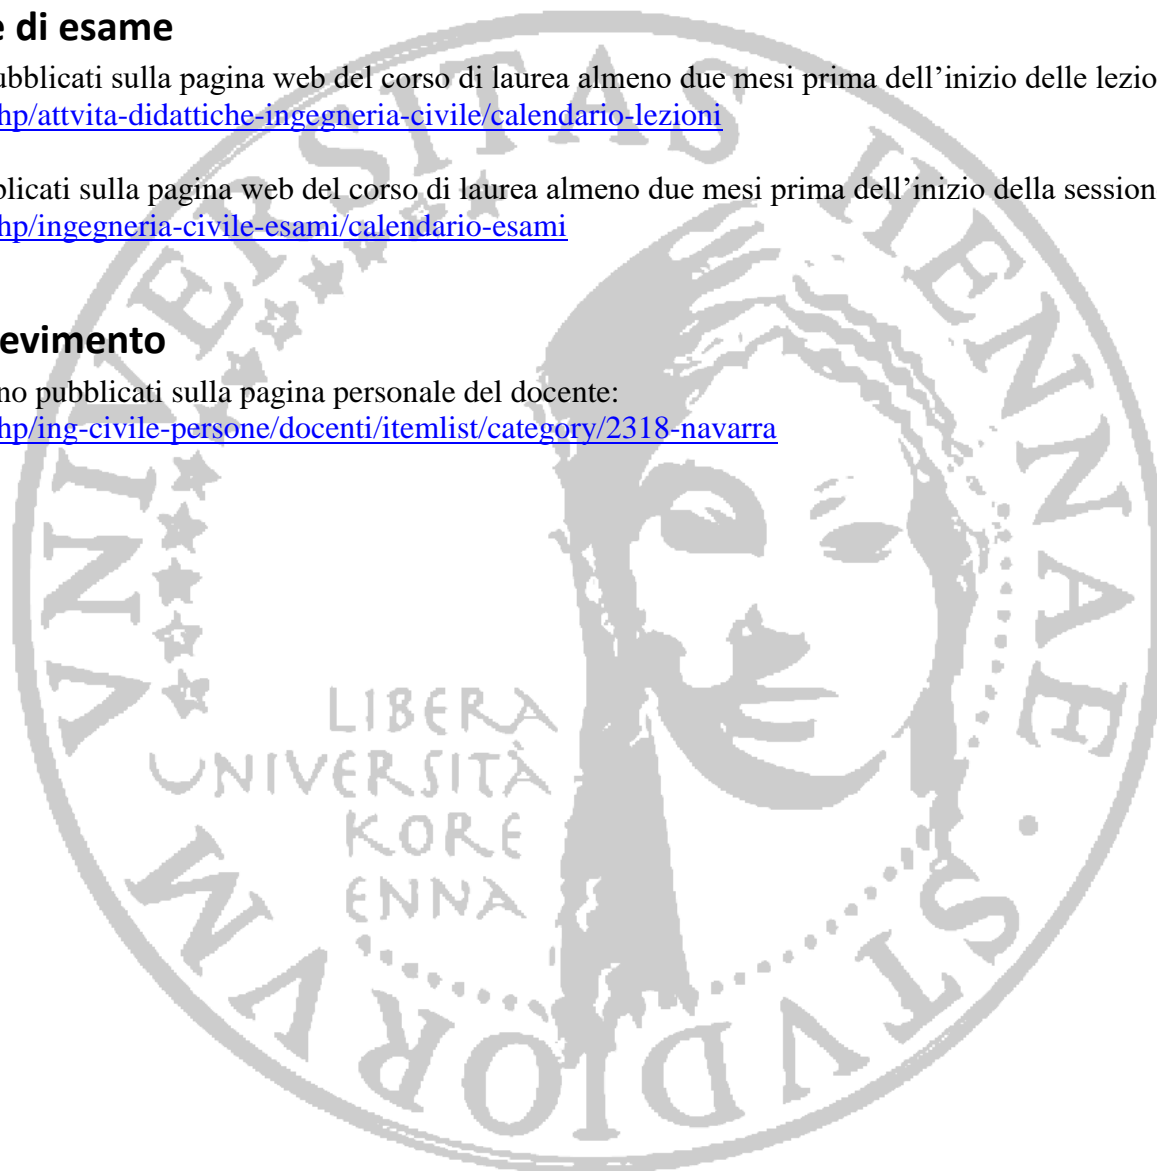 e di esame
ubblicati sulla pagina web del corso di laurea almeno due mesi prima dell’inizio delle lezio
hp/attvita-didattiche-ingegneria-civile/calendario-lezioni
blicati sulla pagina web del corso di laurea almeno due mesi prima dell’inizio della session
hp/ingegneria-civile-esami/calendario-esami
evimento
no pubblicati sulla pagina personale del docente:
hp/ing-civile-persone/docenti/itemlist/category/2318-navarra
VNIVERSITAS HENNAE · STVDIORVM
LIBERA
UNIVERSITÀ
KORE
ENNA